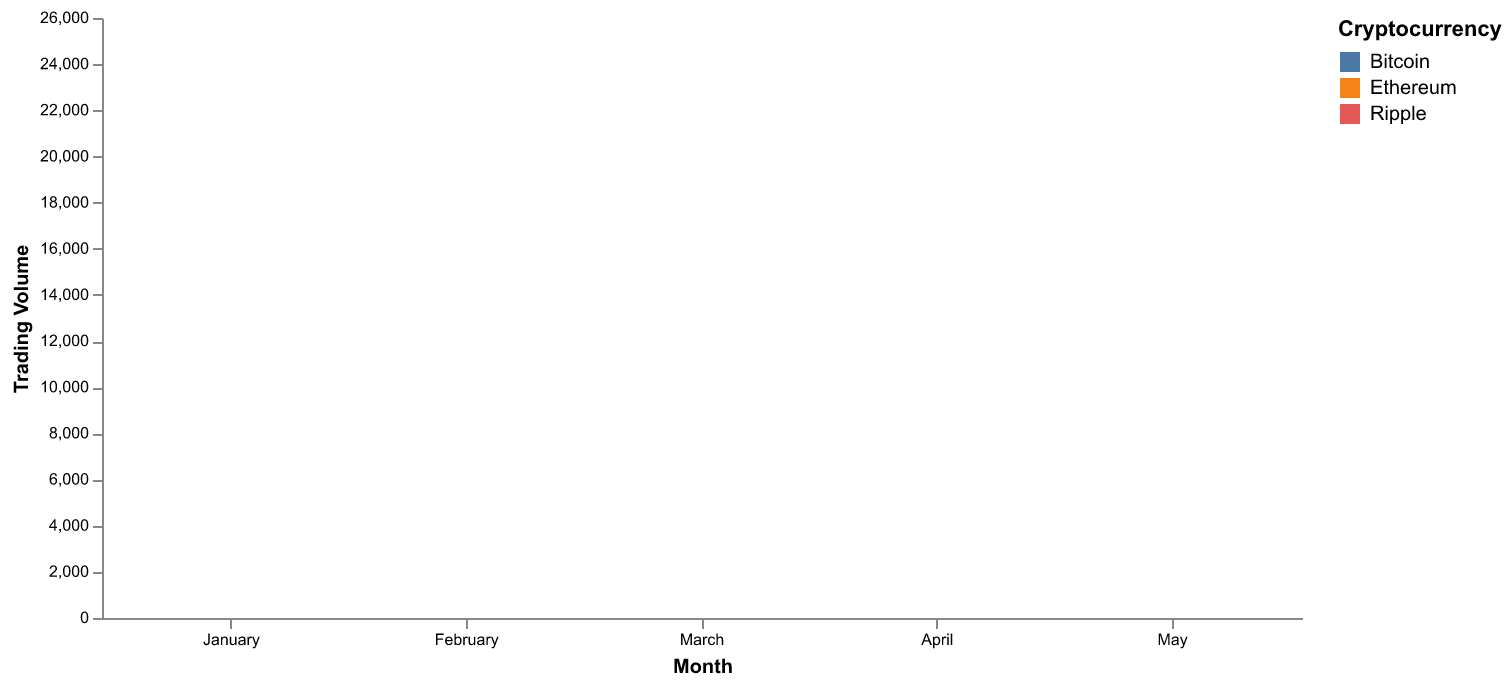 26,000
24,000
22,000
20,000
18,000
16,000
14,000
12,000
10,000
8,000
6,000
4,000
2,000
0
Trading Volume
January February March April May
Month
Cryptocurrency
Bitcoin
Ethereum
Ripple